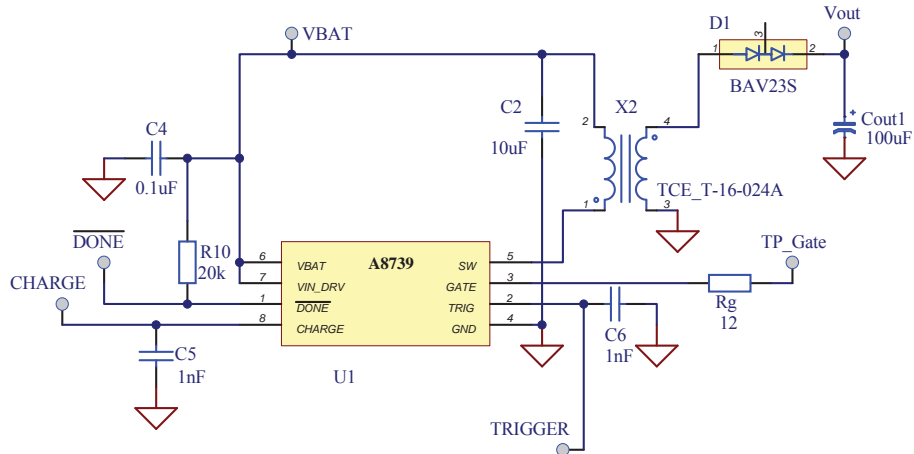 D1
Vout
VBAT
3
1
2
BAV23S
C2
10uF
X2
2
4
1
3
TCE_T-16-024A
Cout1
+
100uF
C4
0.1uF
DONE
R10
20k
CHARGE
A8739
6
VBAT
SW
5
7
VIN_DRV
GATE
3
1
DONE
TRIG
2
8
CHARGE
GND
4
TP_Gate
Rg
12
C5
1nF
C6
1nF
U1
TRIGGER